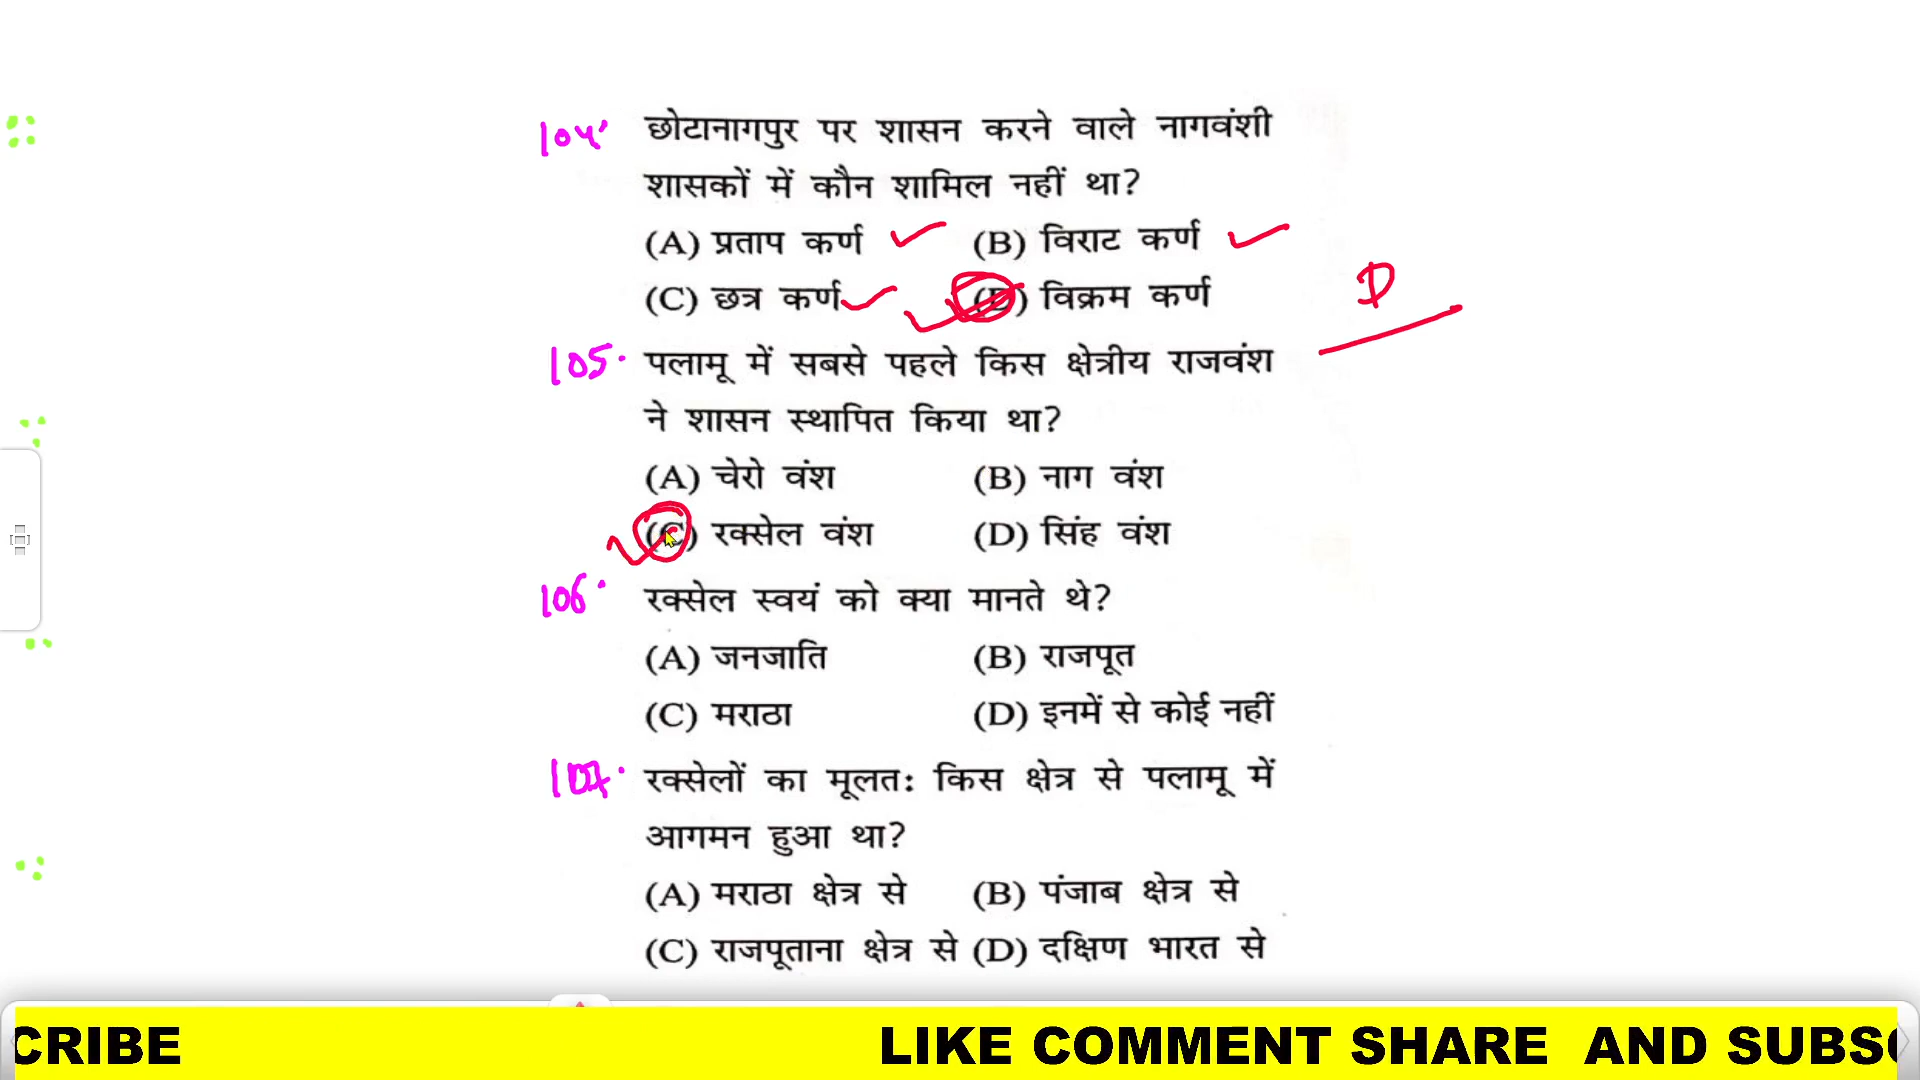 104. छोटानागपुर पर शासन करने वाले नागवंशी
शासकों में कौन शामिल नहीं था?
(A) प्रताप कर्ण (B) विराट कर्ण
(C) छत्र कर्ण (D) विक्रम कर्ण
D
105. पलामू में सबसे पहले किस क्षेत्रीय राजवंश
ने शासन स्थापित किया था?
(A) चेरो वंश (B) नाग वंश
(C) रक्सेल वंश (D) सिंह वंश
106. रक्सेल स्वयं को क्या मानते थे?
(A) जनजाति (B) राजपूत
(C) मराठा (D) इनमें से कोई नहीं
107. रक्सेलों का मूलतः किस क्षेत्र से पलामू में
आगमन हुआ था?
(A) मराठा क्षेत्र से (B) पंजाब क्षेत्र से
(C) राजपूताना क्षेत्र से (D) दक्षिण भारत से
CRIBE LIKE COMMENT SHARE AND SUBSC